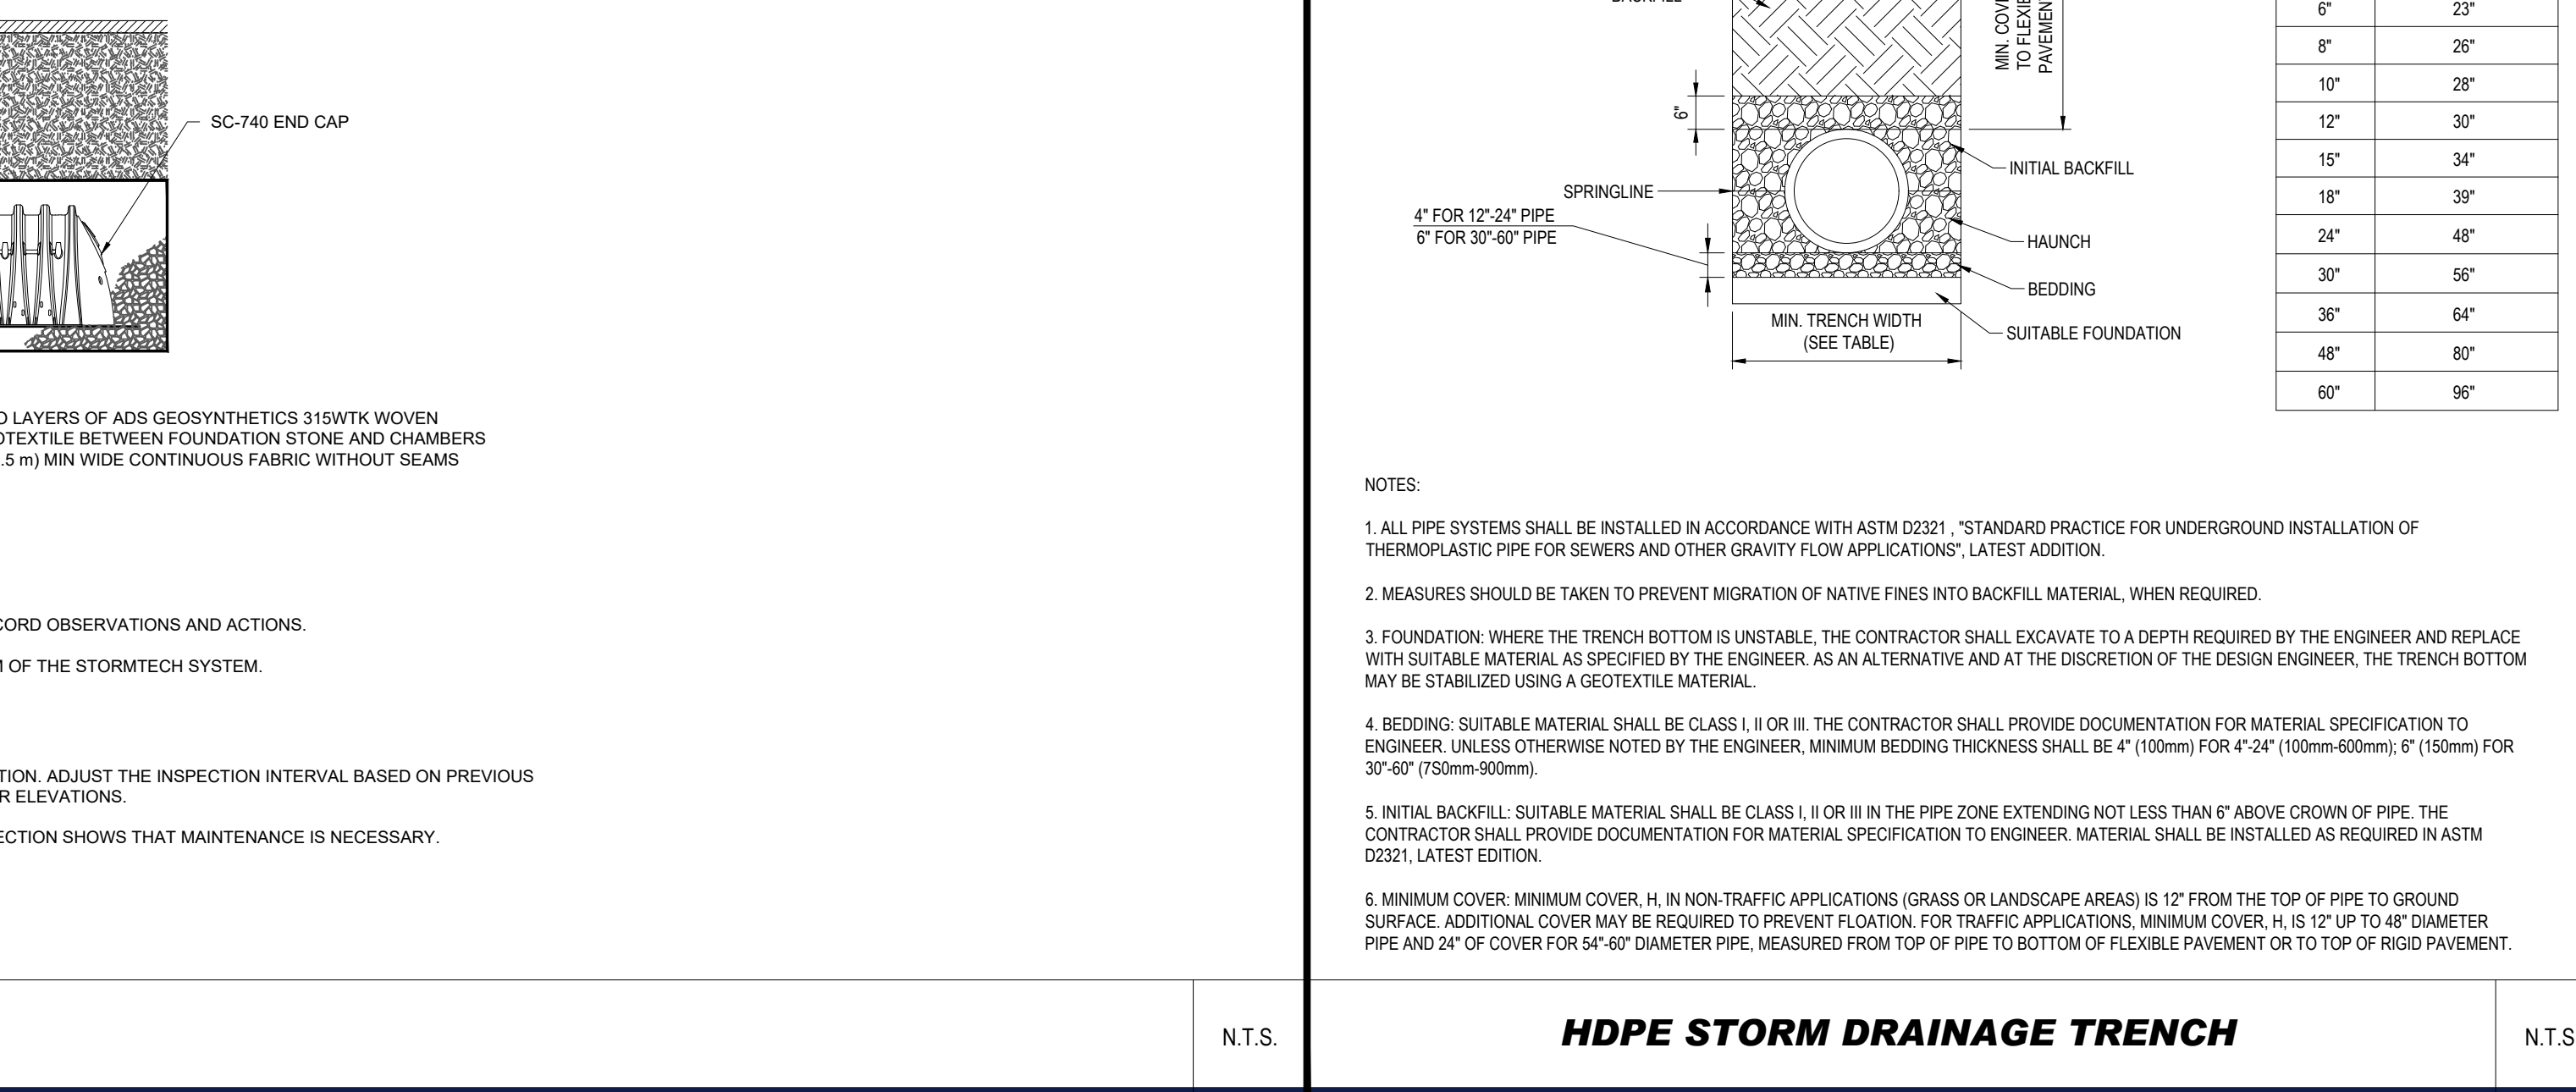 SC-740 END CAP
O LAYERS OF ADS GEOSYNTHETICS 315WTK WOVEN
OTEXTILE BETWEEN FOUNDATION STONE AND CHAMBERS
.5 m) MIN WIDE CONTINUOUS FABRIC WITHOUT SEAMS
CORD OBSERVATIONS AND ACTIONS.
M OF THE STORMTECH SYSTEM.
TION. ADJUST THE INSPECTION INTERVAL BASED ON PREVIOUS
R ELEVATIONS.
ECTION SHOWS THAT MAINTENANCE IS NECESSARY.
N.T.S.
BACKFILL
MIN. COVE
TO FLEXIB
PAVEMEN
6"
INITIAL BACKFILL
SPRINGLINE
4" FOR 12"-24" PIPE
6" FOR 30"-60" PIPE
HAUNCH
BEDDING
SUITABLE FOUNDATION
MIN. TRENCH WIDTH
(SEE TABLE)
6" 23"
8" 26"
10" 28"
12" 30"
15" 34"
18" 39"
24" 48"
30" 56"
36" 64"
48" 80"
60" 96"
NOTES:
1. ALL PIPE SYSTEMS SHALL BE INSTALLED IN ACCORDANCE WITH ASTM D2321 , "STANDARD PRACTICE FOR UNDERGROUND INSTALLATION OF
THERMOPLASTIC PIPE FOR SEWERS AND OTHER GRAVITY FLOW APPLICATIONS", LATEST ADDITION.
2. MEASURES SHOULD BE TAKEN TO PREVENT MIGRATION OF NATIVE FINES INTO BACKFILL MATERIAL, WHEN REQUIRED.
3. FOUNDATION: WHERE THE TRENCH BOTTOM IS UNSTABLE, THE CONTRACTOR SHALL EXCAVATE TO A DEPTH REQUIRED BY THE ENGINEER AND REPLACE
WITH SUITABLE MATERIAL AS SPECIFIED BY THE ENGINEER. AS AN ALTERNATIVE AND AT THE DISCRETION OF THE DESIGN ENGINEER, THE TRENCH BOTTOM
MAY BE STABILIZED USING A GEOTEXTILE MATERIAL.
4. BEDDING: SUITABLE MATERIAL SHALL BE CLASS I, II OR III. THE CONTRACTOR SHALL PROVIDE DOCUMENTATION FOR MATERIAL SPECIFICATION TO
ENGINEER. UNLESS OTHERWISE NOTED BY THE ENGINEER, MINIMUM BEDDING THICKNESS SHALL BE 4" (100mm) FOR 4"-24" (100mm-600mm); 6" (150mm) FOR
30"-60" (7S0mm-900mm).
5. INITIAL BACKFILL: SUITABLE MATERIAL SHALL BE CLASS I, II OR III IN THE PIPE ZONE EXTENDING NOT LESS THAN 6" ABOVE CROWN OF PIPE. THE
CONTRACTOR SHALL PROVIDE DOCUMENTATION FOR MATERIAL SPECIFICATION TO ENGINEER. MATERIAL SHALL BE INSTALLED AS REQUIRED IN ASTM
D2321, LATEST EDITION.
6. MINIMUM COVER: MINIMUM COVER, H, IN NON-TRAFFIC APPLICATIONS (GRASS OR LANDSCAPE AREAS) IS 12" FROM THE TOP OF PIPE TO GROUND
SURFACE. ADDITIONAL COVER MAY BE REQUIRED TO PREVENT FLOATION. FOR TRAFFIC APPLICATIONS, MINIMUM COVER, H, IS 12" UP TO 48" DIAMETER
PIPE AND 24" OF COVER FOR 54"-60" DIAMETER PIPE, MEASURED FROM TOP OF PIPE TO BOTTOM OF FLEXIBLE PAVEMENT OR TO TOP OF RIGID PAVEMENT.
HDPE STORM DRAINAGE TRENCH
N.T.S